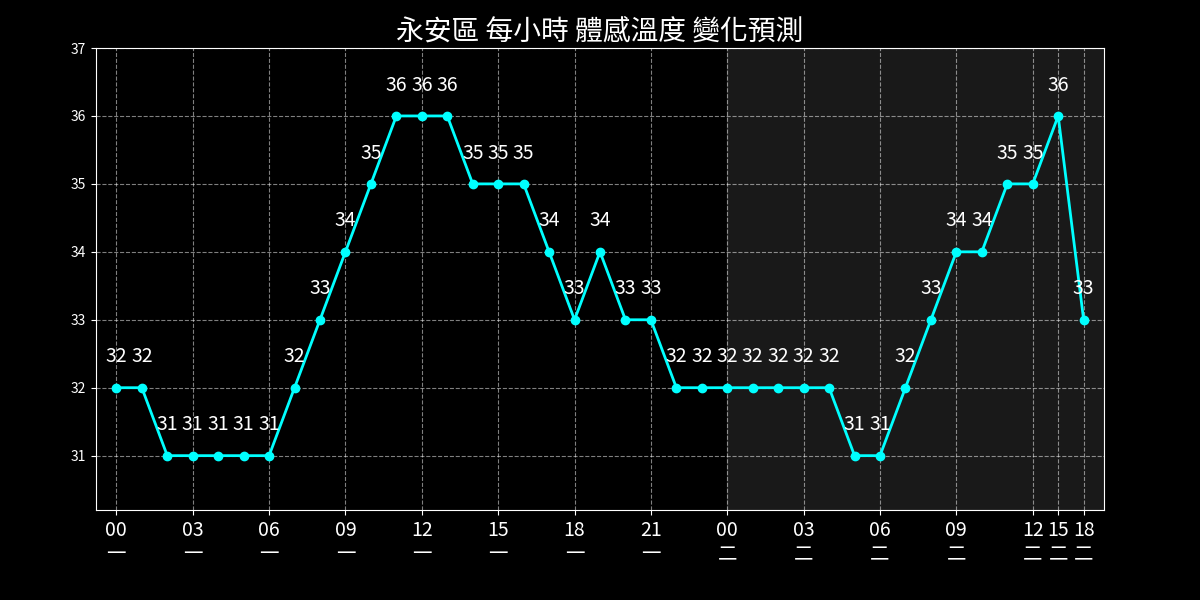 永安區 每小時 體感溫度 變化預測
37
36
35
34
33
32
31
36 36 36 36
35 35 35 35 35 35
34 34 34 34 34
33 33 33 33 33 33
32 32 32 32 32 32 32 32 32 32 32
31 31 31 31 31 31 31
00 03 06 09 12 15 18 21 00 03 06 09 12 15 18
一 一 一 一 一 一 一 一 二 二 二 二 二 二 二